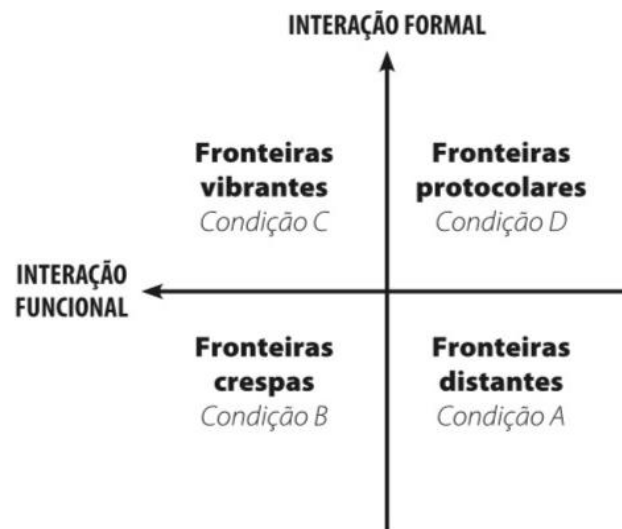 INTERAÇÃO FORMAL
Fronteiras
vibrantes
Condição C
Fronteiras
protocolares
Condição D
INTERAÇÃO
FUNCIONAL
Fronteiras
crespas
Condição B
Fronteiras
distantes
Condição A